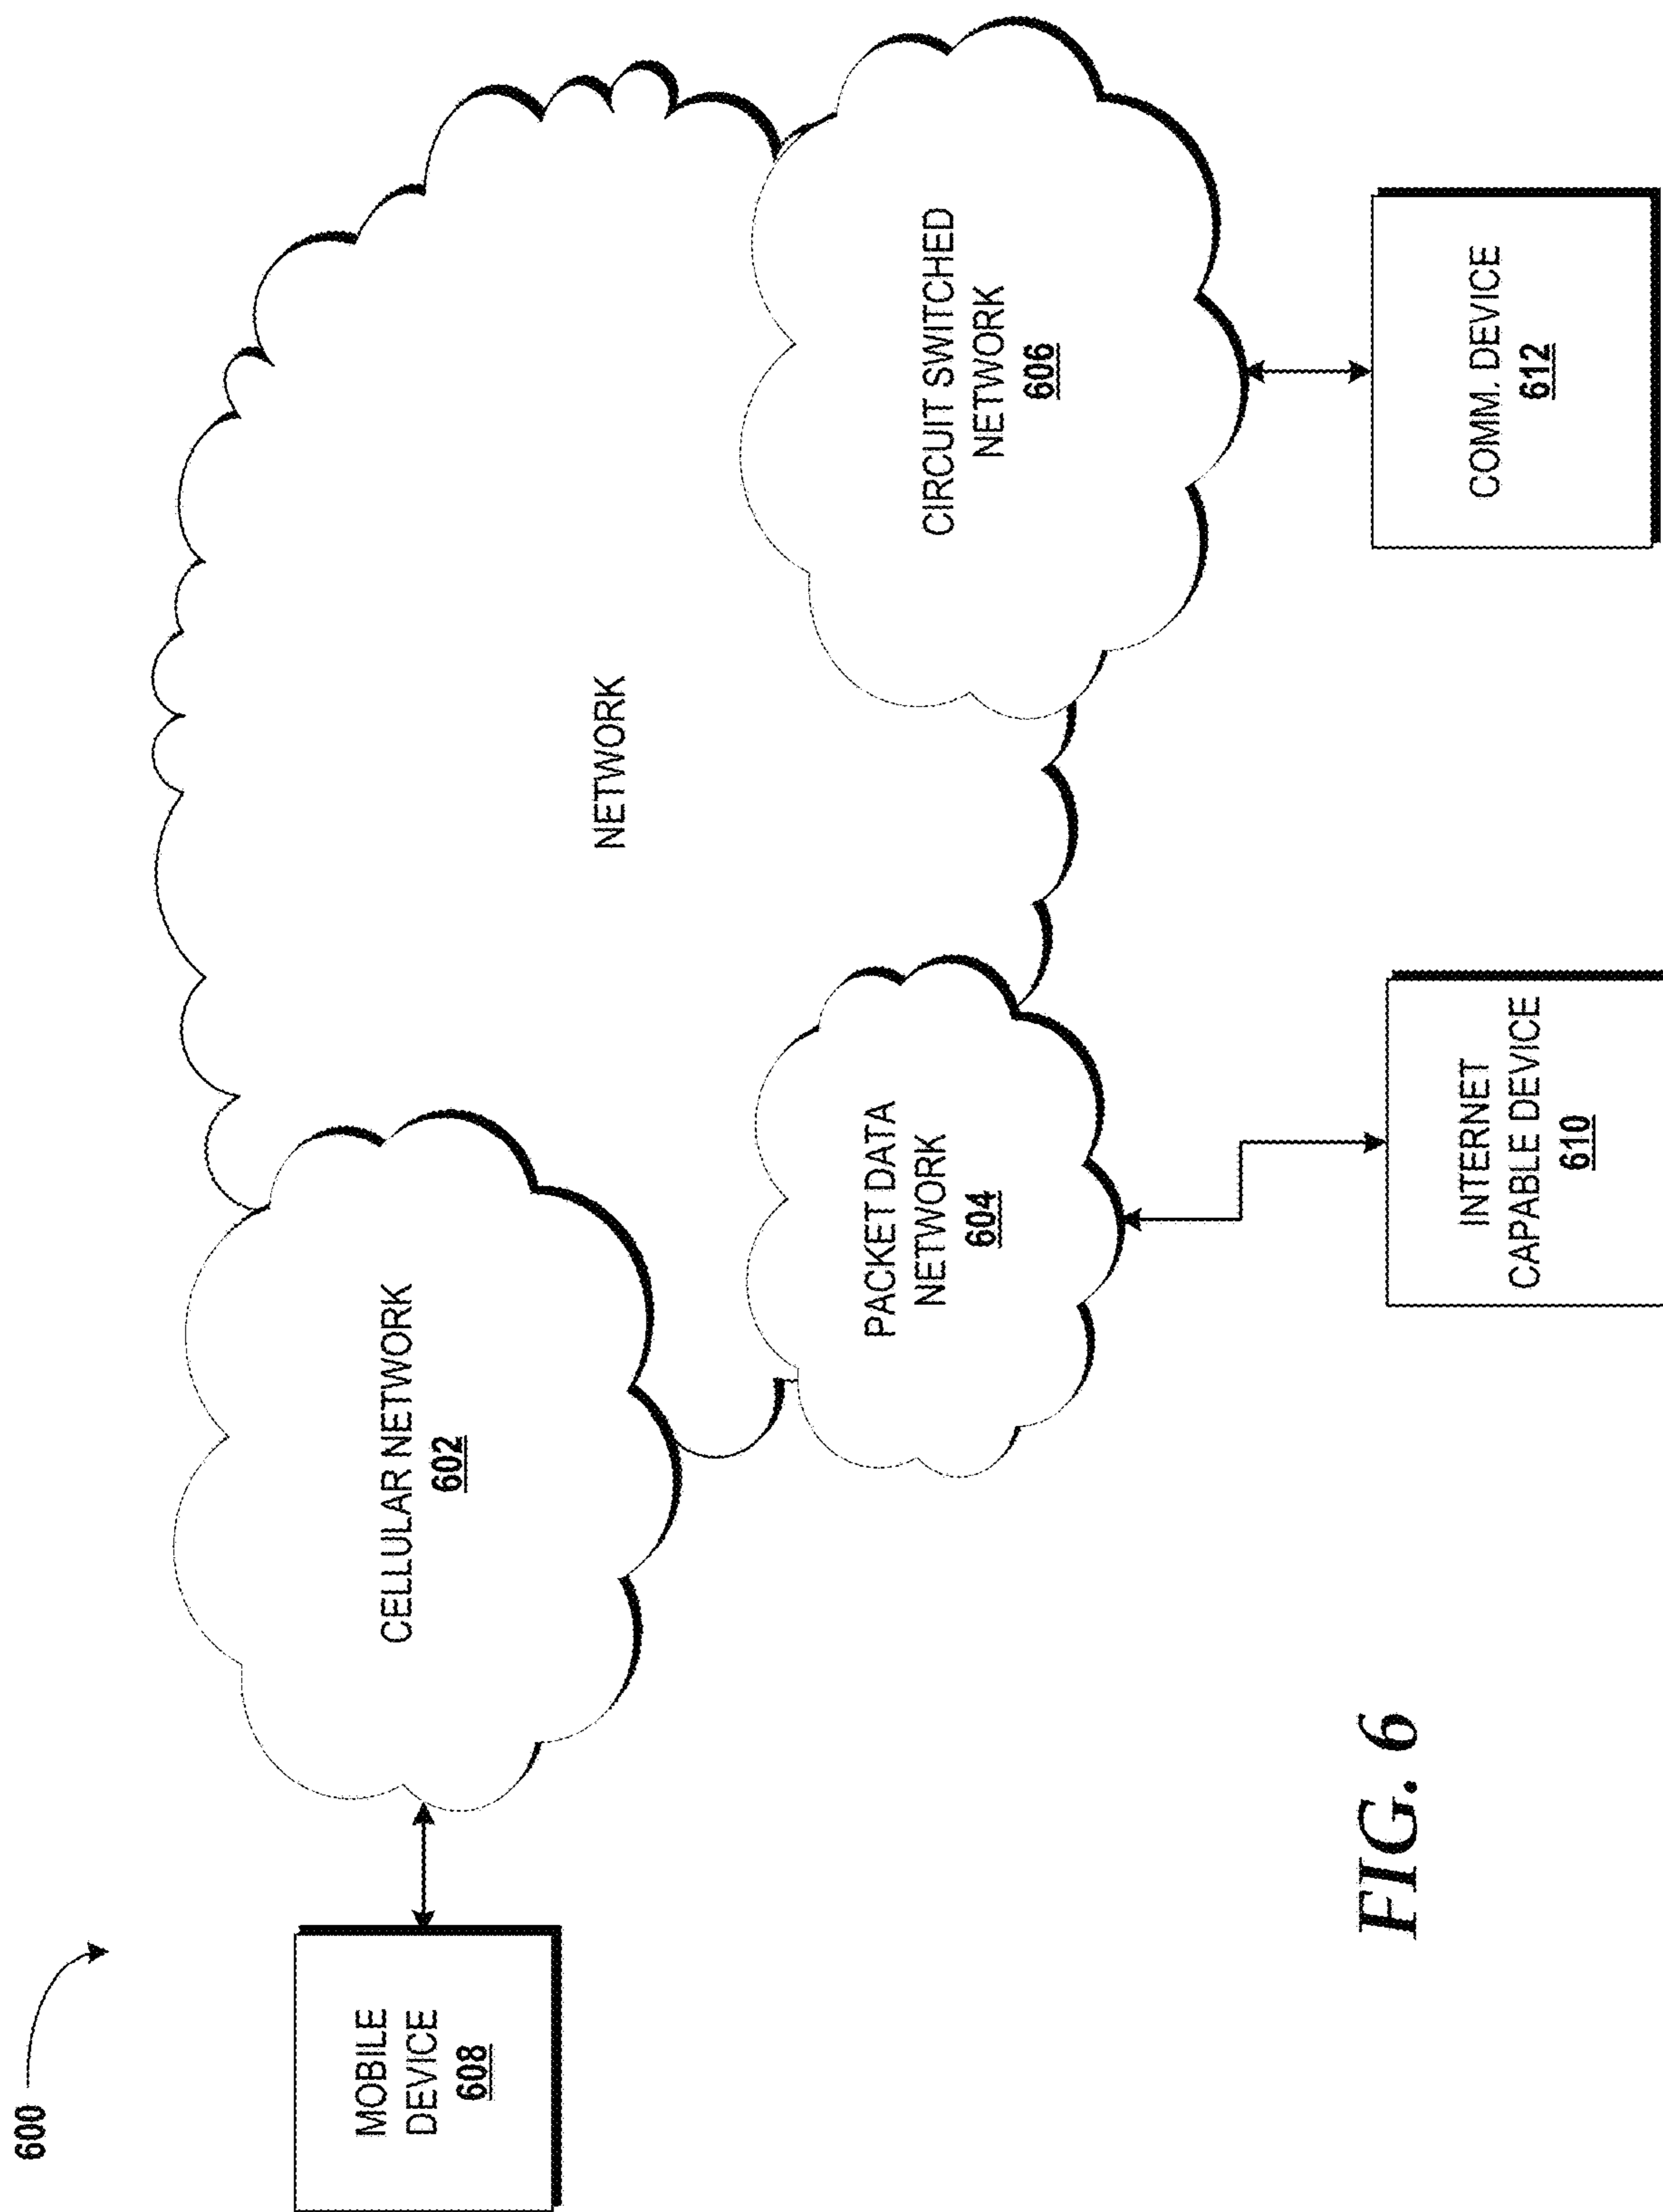 600
MOBILE
DEVICE
608
CELLULAR NETWORK
602
NETWORK
PACKET DATA
NETWORK
604
CIRCUIT SWITCHED
NETWORK
606
INTERNET
CAPABLE DEVICE
610
COMM. DEVICE
612
FIG. 6